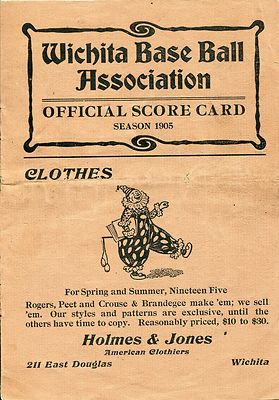 Wichita Base Ball
Association
OFFICIAL SCORE CARD
SEASON 1905
CLOTHES
For Spring and Summer, Nineteen Five
Rogers, Peet and Crouse & Brandegee make 'em; we sell
'em. Our styles and patterns are exclusive, until the
others have time to copy. Reasonably priced, $10 to $30.
Holmes & Jones
American Clothiers
211 East Douglas Wichita